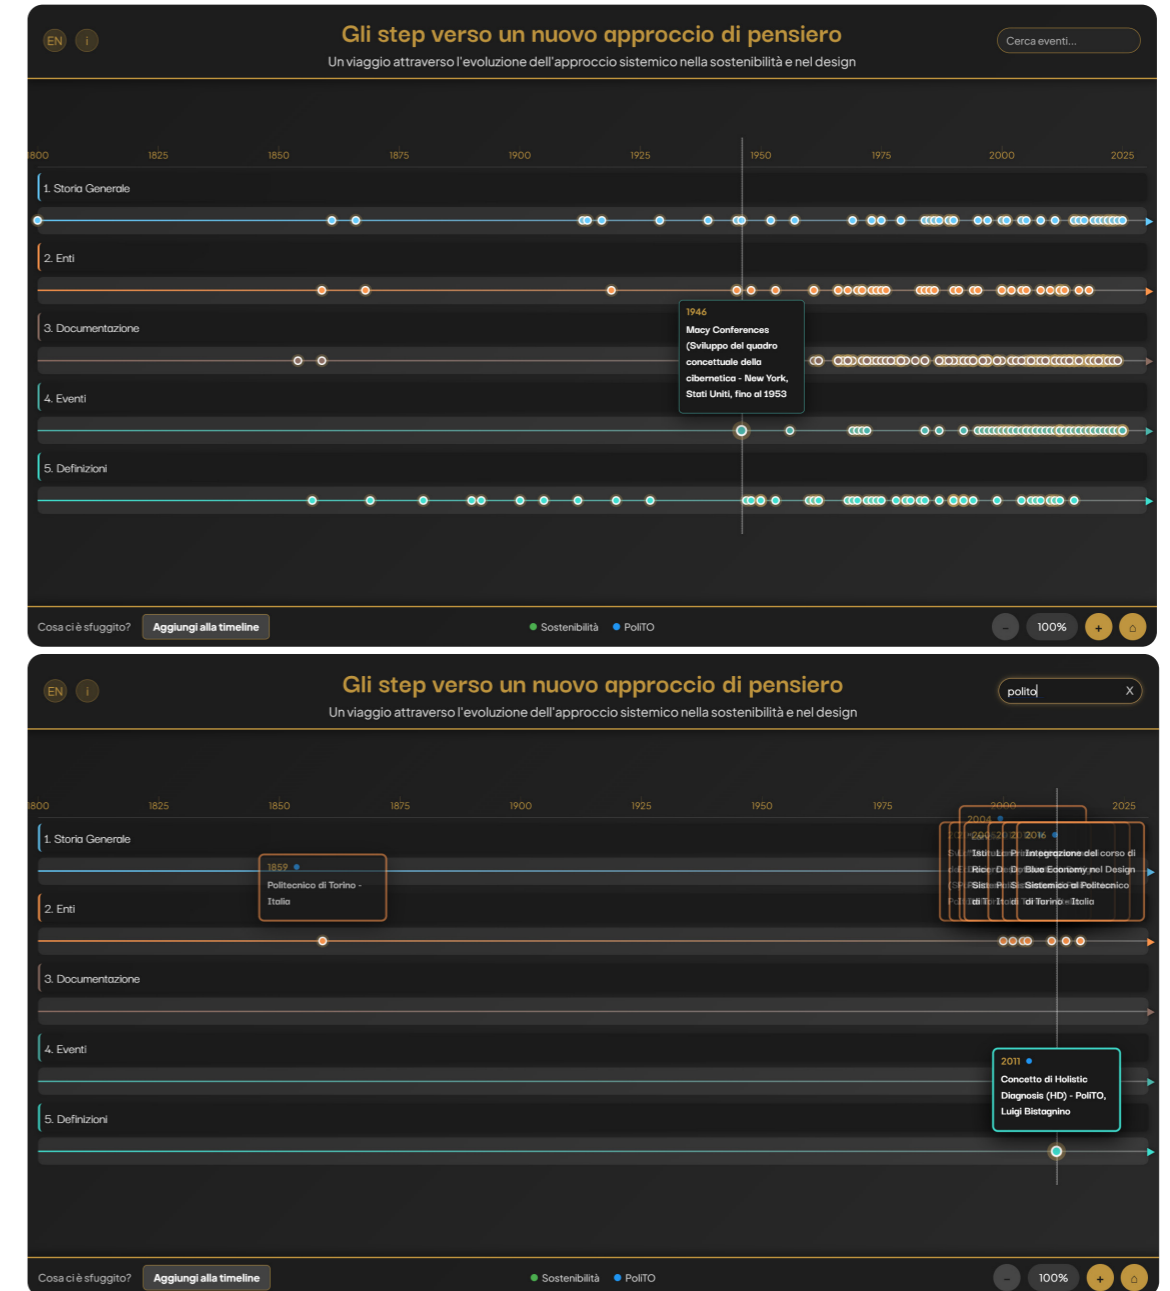 EN
i
Gli step verso un nuovo approccio di pensiero
Cerca eventi...
Un viaggio attraverso l'evoluzione dell'approccio sistemico nella sostenibilità e nel design
1800 1825 1850 1875 1900 1925 1950 1975 2000 2025
1. Storia Generale
2. Enti
1946
Macy Conferences
(Sviluppo del quadro
concettuale della
cibernetica - New York,
Stati Uniti, fino al 1953
3. Documentazione
4. Eventi
5. Definizioni
Cosa ci è sfuggito?
Aggiungi alla timeline
Sostenibilità
PoliTO
−
100%
+
EN
i
Gli step verso un nuovo approccio di pensiero
polito
X
Un viaggio attraverso l'evoluzione dell'approccio sistemico nella sostenibilità e nel design
1800 1825 1850 1875 1900 1925 1950 1975 2000 2025
1. Storia Generale
2004
2016
Integrazione del corso di
Blue Economy nel Design
Sistemico al Politecnico
di Torino - Italia
1859
Politecnico di Torino -
Italia
2. Enti
3. Documentazione
4. Eventi
2011
Concetto di Holistic
Diagnosis (HD) - PoliTO,
Luigi Bistagnino
5. Definizioni
Cosa ci è sfuggito?
Aggiungi alla timeline
Sostenibilità
PoliTO
−
100%
+